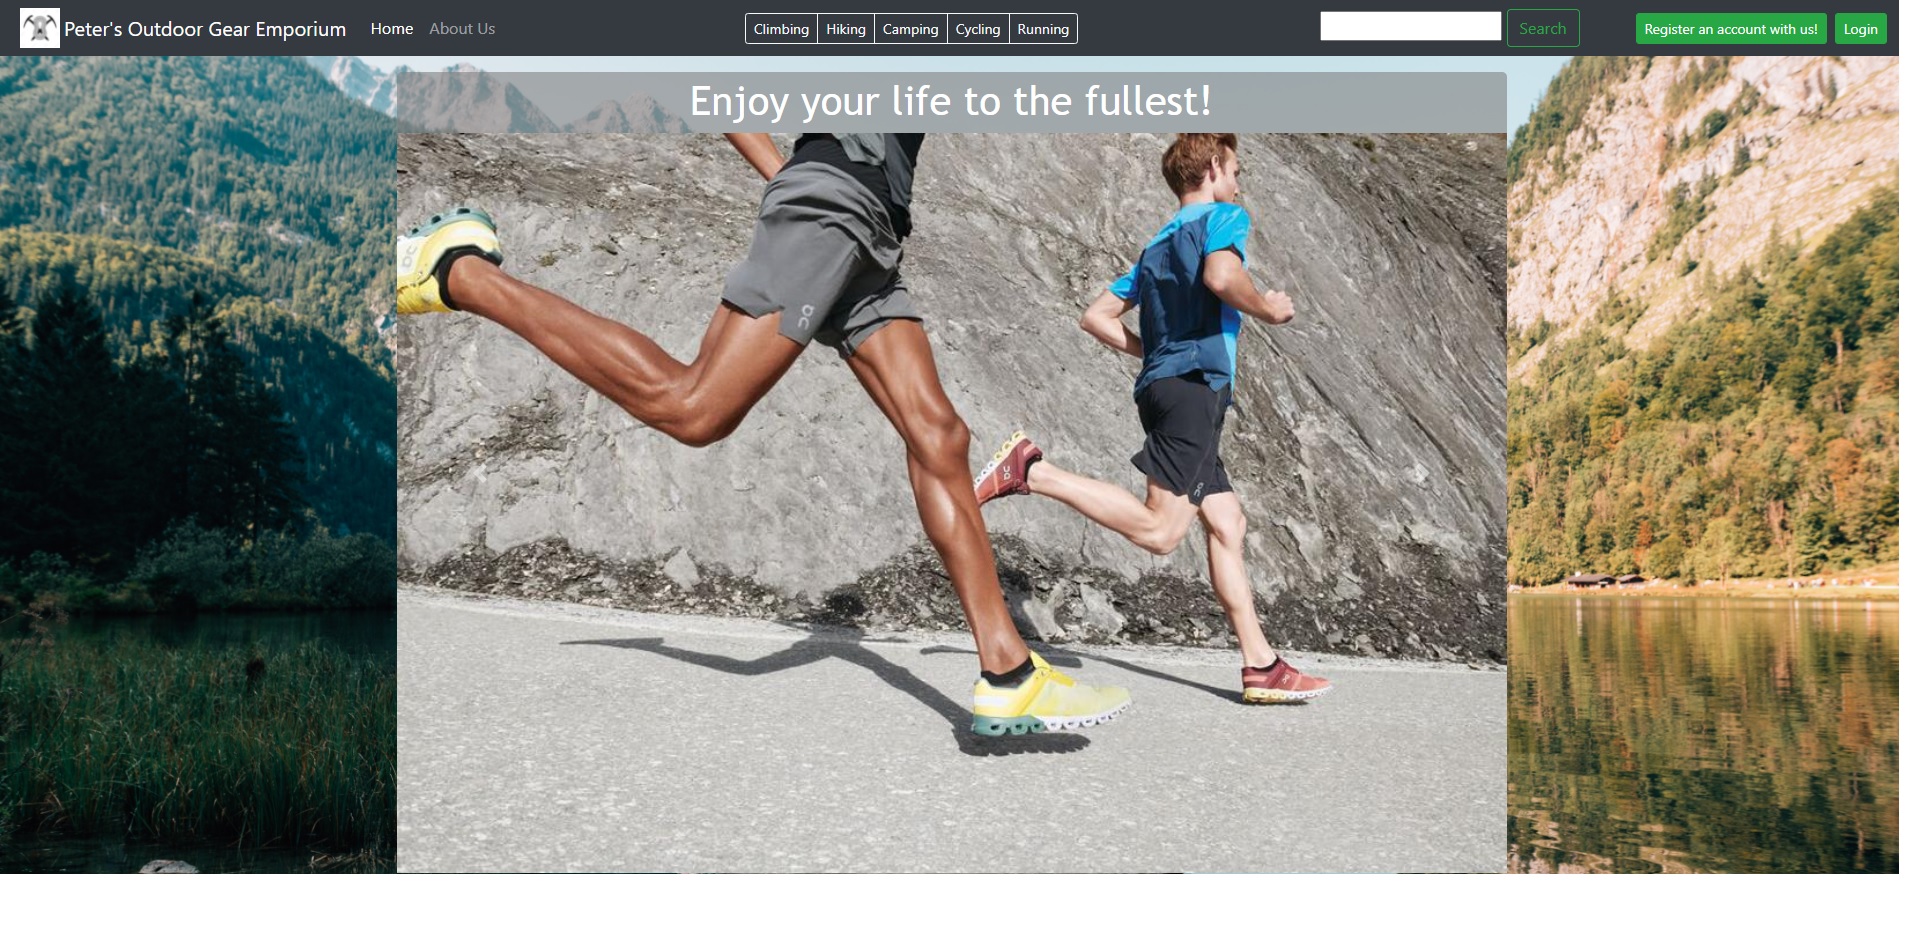 Peter's Outdoor Gear Emporium Home About Us Climbing Hiking Camping Cycling Running Search Register an account with us! Login
Enjoy your life to the fullest!